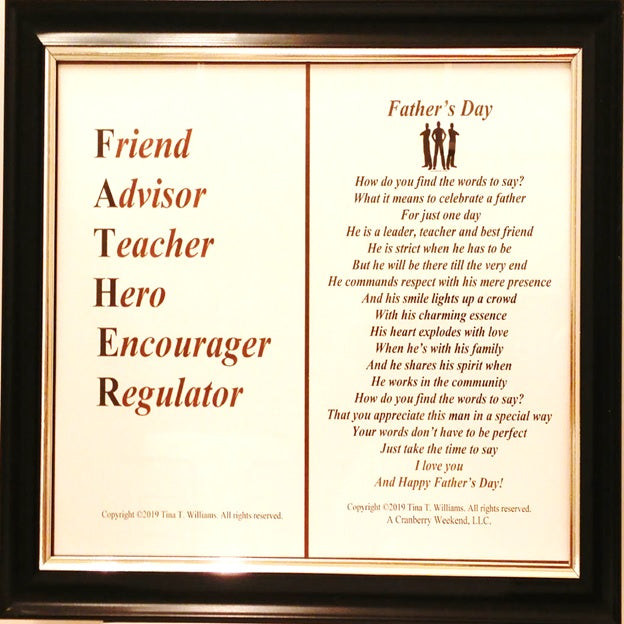 Friend
Advisor
Teacher
Hero
Encourager
Regulator
Copyright ©2019 Tina T. Williams. All rights reserved.
Father's Day
How do you find the words to say?
What it means to celebrate a father
For just one day
He is a leader, teacher and best friend
He is strict when he has to be
But he will be there till the very end
He commands respect with his mere presence
And his smile lights up a crowd
With his charming essence
His heart explodes with love
When he's with his family
And he shares his spirit when
He works in the community
How do you find the words to say?
That you appreciate this man in a special way
Your words don't have to be perfect
Just take the time to say
I love you
And Happy Father's Day!
Copyright ©2019 Tina T. Williams. All rights reserved.
A Cranberry Weekend, LLC.